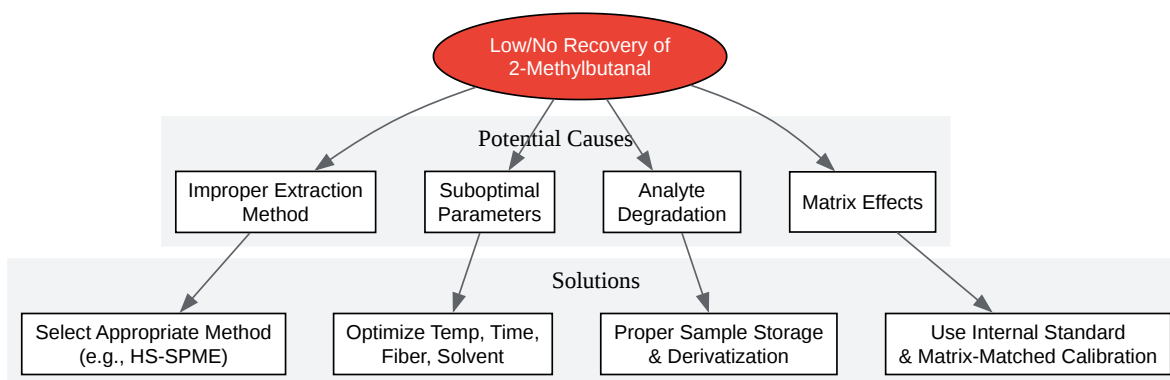 Low/No Recovery of
2-Methylbutanal
Potential Causes
Improper Extraction
Method
Suboptimal
Parameters
Analyte
Degradation
Matrix Effects
Solutions
Select Appropriate Method
(e.g., HS-SPME)
Optimize Temp, Time,
Fiber, Solvent
Proper Sample Storage
& Derivatization
Use Internal Standard
& Matrix-Matched Calibration